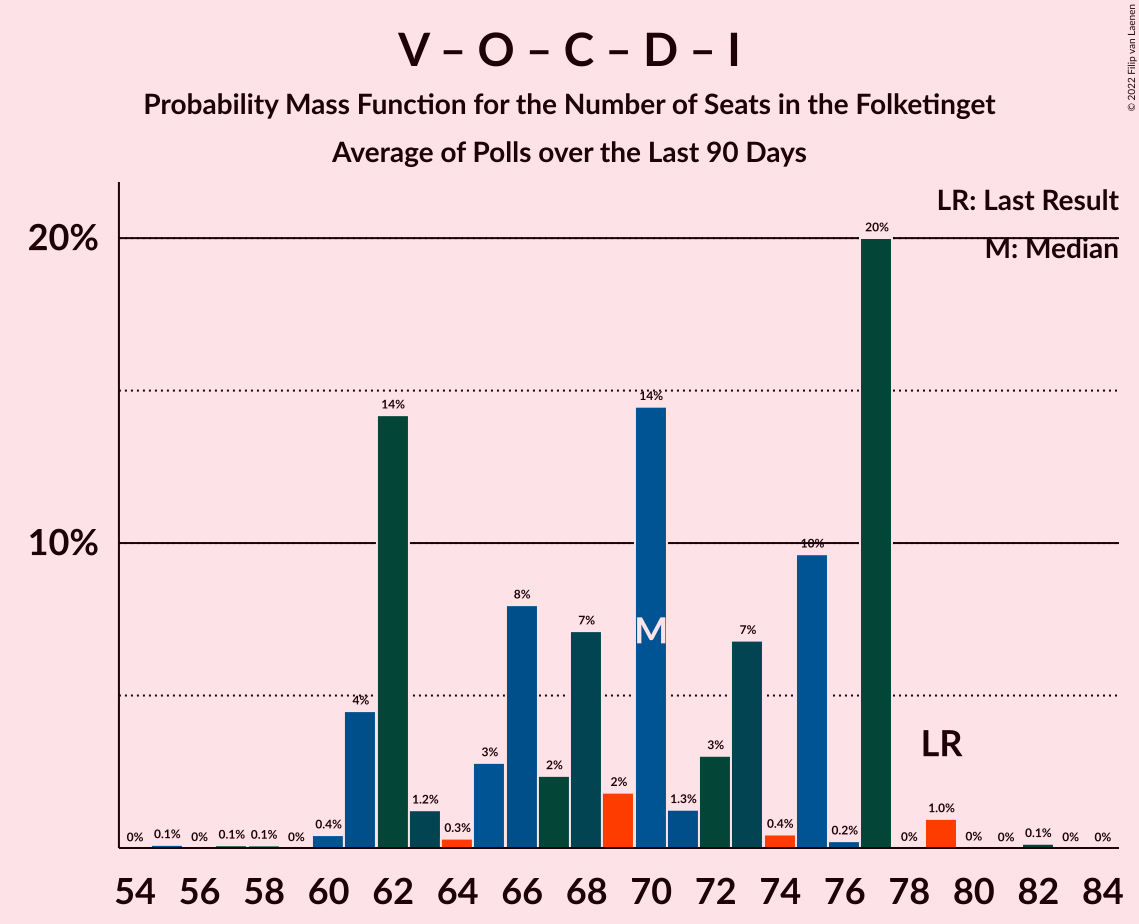 V – O – C – D – I
Probability Mass Function for the Number of Seats in the Folketinget
Average of Polls over the Last 90 Days
© 2022 Filip van Laenen
LR: Last Result
M: Median
20%
10%
0% 0.1% 0% 0.1% 0.1% 0% 0.4% 4% 14% 1.2% 0.3% 3% 8% 2% 7% 2% 14% 1.3% 3% 7% 0.4% 10% 0.2% 20% 0% 1.0% 0% 0% 0.1% 0% 0%
M
LR
54 56 58 60 62 64 66 68 70 72 74 76 78 80 82 84